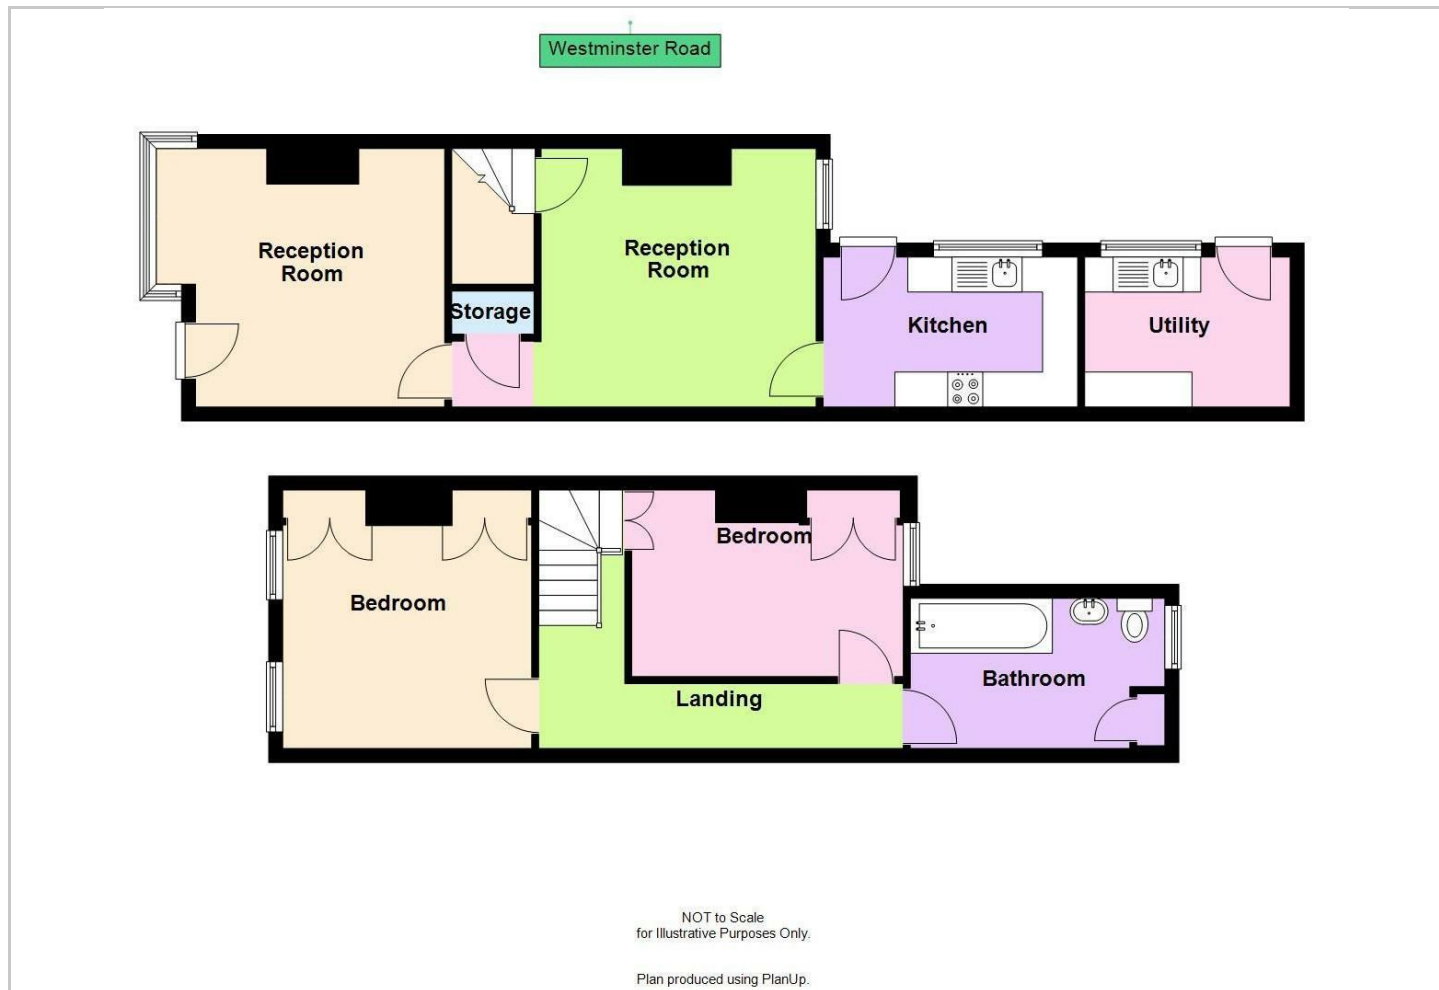 Westminster Road
Reception
Room
Storage
Reception
Room
Kitchen
Utility
Bedroom
Bedroom
Landing
Bathroom
NOT to Scale
for Illustrative Purposes Only.
Plan produced using PlanUp.